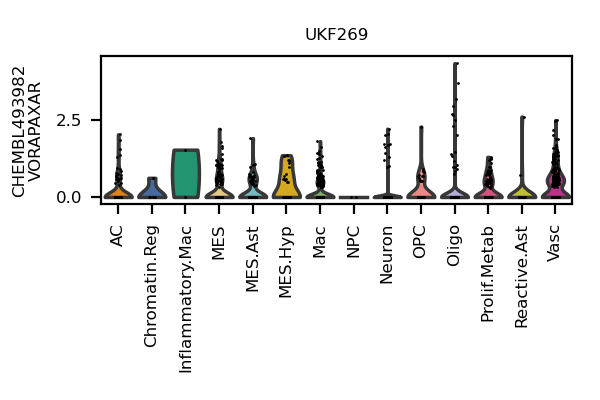 UKF269
CHEMBL493982
VORAPAXAR
2.5
0.0
AC
Chromatin.Reg
Inflammatory.Mac
MES
MES.Ast
MES.Hyp
Mac
NPC
Neuron
OPC
Oligo
Prolif.Metab
Reactive.Ast
Vasc